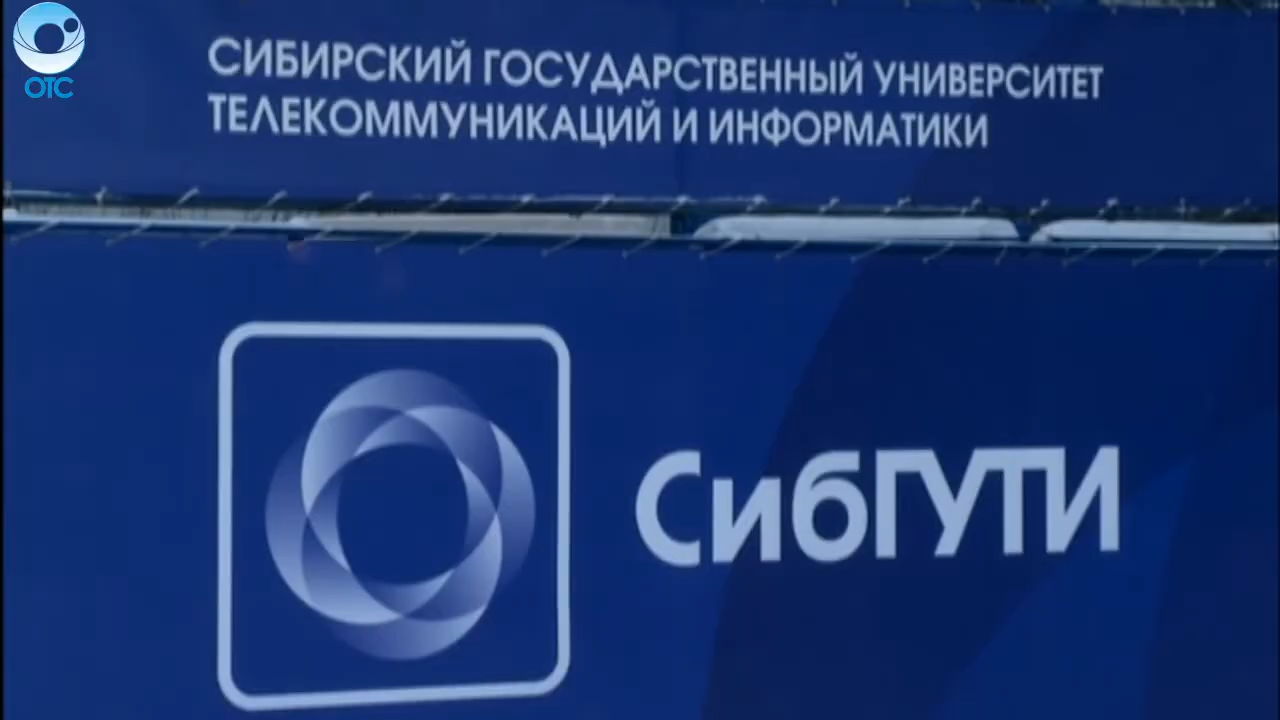 ОТС
СИБИРСКИЙ ГОСУДАРСТВЕННЫЙ УНИВЕРСИТЕТ
ТЕЛЕКОММУНИКАЦИЙ И ИНФОРМАТИКИ
СибГУТИ